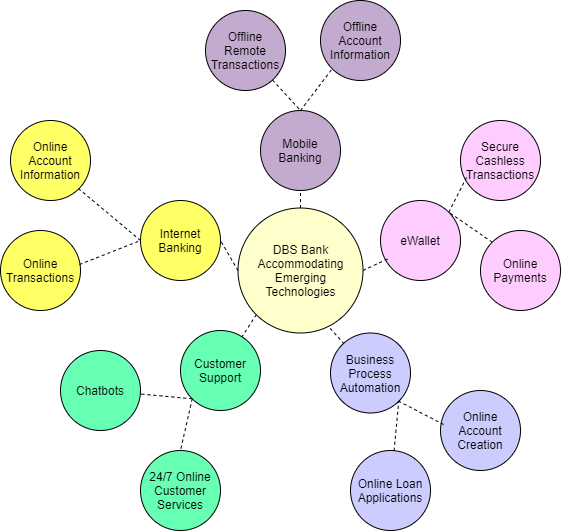 Offline
Remote
Transactions
Offline
Account
Information
Mobile
Banking
Online
Account
Information
Secure
Cashless
Transactions
Internet
Banking
eWallet
DBS Bank
Accommodating
Emerging
Technologies
Online
Transactions
Online
Payments
Customer
Support
Business
Process
Automation
Chatbots
Online
Account
Creation
24/7 Online
Customer
Services
Online Loan
Applications